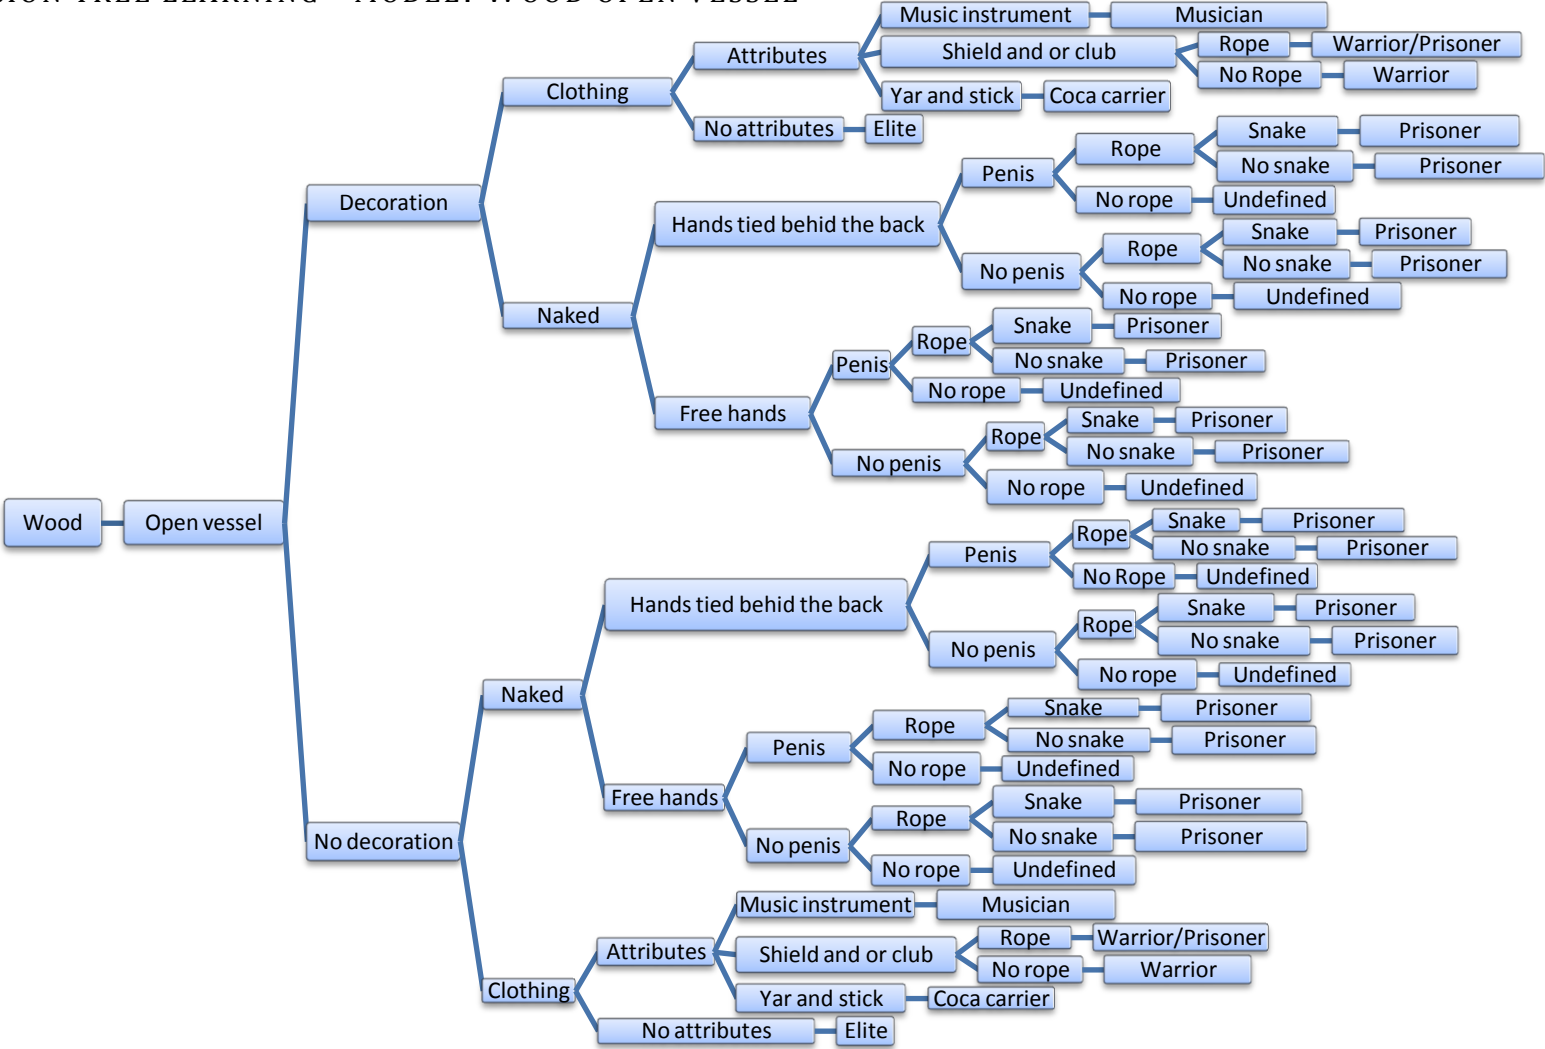 Music instrument
Musician
Attributes
Shield and or club
Rope
Warrior/Prisoner
No Rope
Warrior
Clothing
Yar and stick
Coca carrier
No attributes
Elite
Decoration
Naked
Hands tied behid the back
Penis
Rope
Snake
Prisoner
No snake
Prisoner
No rope
Undefined
No penis
Rope
Snake
Prisoner
No snake
Prisoner
No rope
Undefined
Free hands
Penis
Rope
Snake
Prisoner
No snake
Prisoner
No rope
Undefined
No penis
Rope
Snake
Prisoner
No snake
Prisoner
No rope
Undefined
Wood
Open vessel
No decoration
Naked
Hands tied behid the back
Penis
Rope
Snake
Prisoner
No snake
Prisoner
No Rope
Undefined
No penis
Rope
Snake
Prisoner
No snake
Prisoner
No rope
Undefined
Free hands
Penis
Rope
Snake
Prisoner
No snake
Prisoner
No rope
Undefined
No penis
Rope
Snake
Prisoner
No snake
Prisoner
No rope
Undefined
Clothing
Attributes
Music instrument
Musician
Shield and or club
Rope
Warrior/Prisoner
No rope
Warrior
Yar and stick
Coca carrier
No attributes
Elite